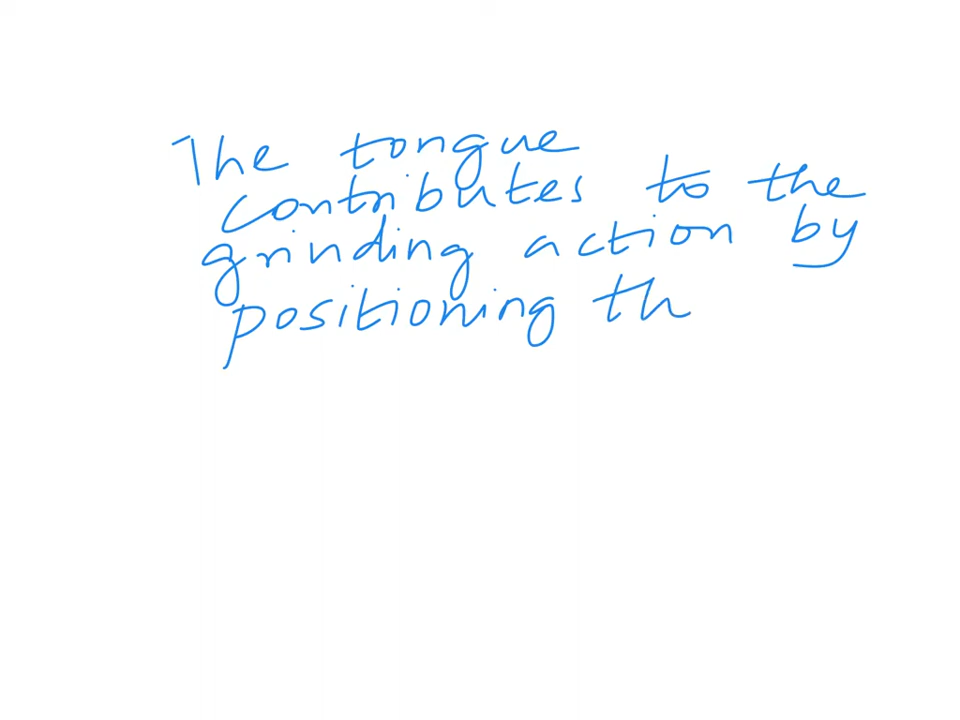 The tongue
contributes to the
grinding action by
positioning th